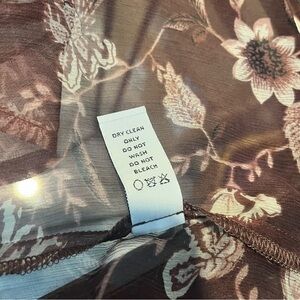 DRY CLEAN
ONLY
DO NOT
WASH
DO NOT
BLEACH